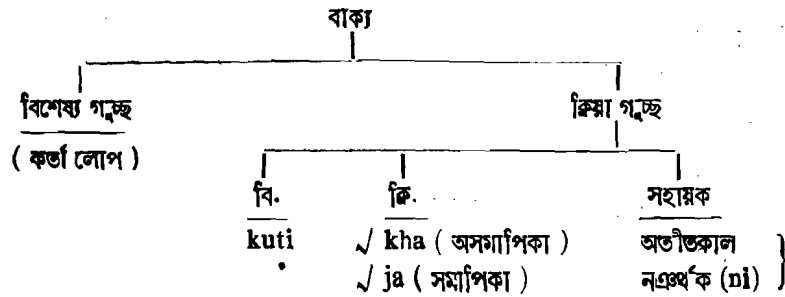 বাক্য
বিশেষ্য গুচ্ছ ক্রিয়া গুচ্ছ
( কর্তা লোপ )
বি. ক্রি. সহায়ক
kuti √ kha ( অসমাপিকা ) অতীতকাল
√ ja ( সমাপিকা ) নঞর্থক (ni)